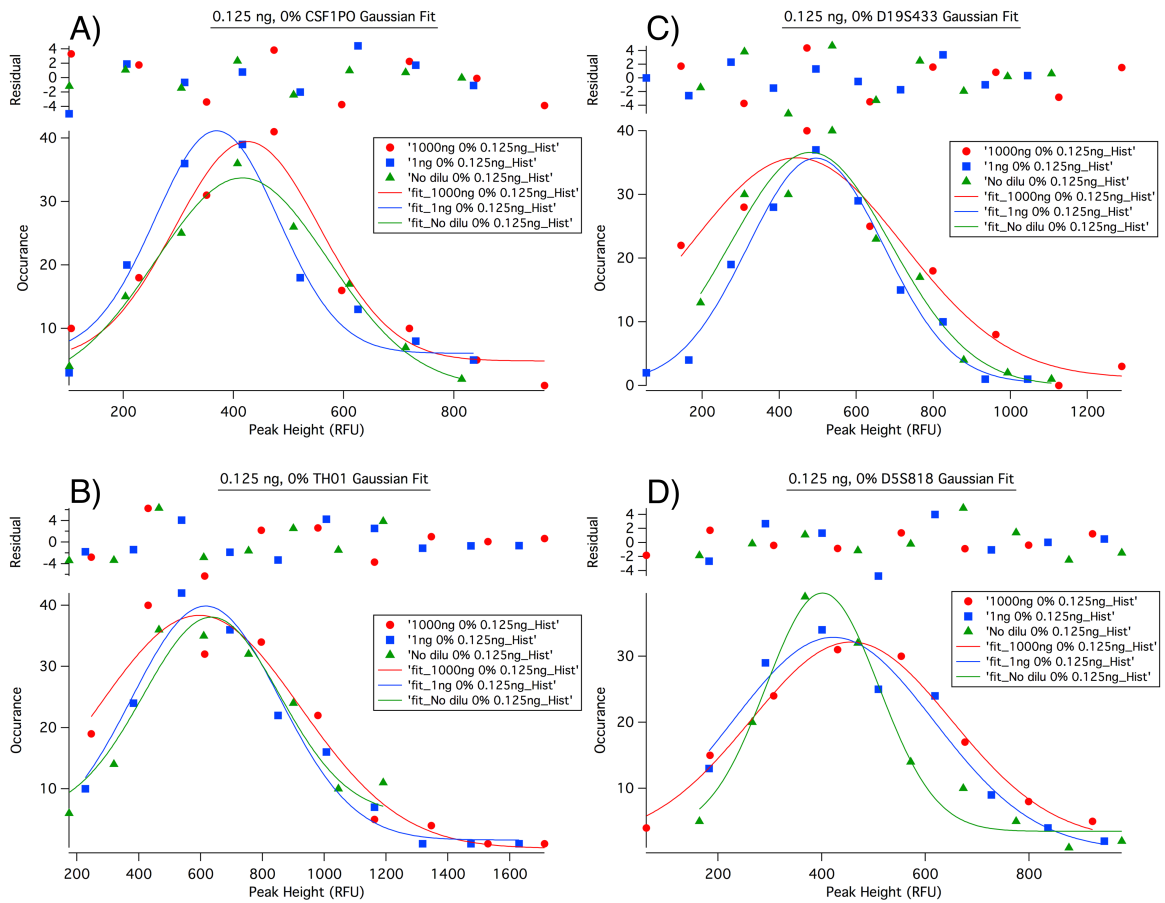 A)
0.125 ng, 0% CSF1PO Gaussian Fit
Residual
4
2
0
-2
-4
Occurance
40
30
20
10
'1000ng 0% 0.125ng_Hist'
'1ng 0% 0.125ng_Hist'
'No dilu 0% 0.125ng_Hist'
'fit_1000ng 0% 0.125ng_Hist'
'fit_1ng 0% 0.125ng_Hist'
'fit_No dilu 0% 0.125ng_Hist'
200 400 600 800
Peak Height (RFU)
C)
0.125 ng, 0% D19S433 Gaussian Fit
Residual
4
2
0
-2
-4
Occurance
40
30
20
10
0
'1000ng 0% 0.125ng_Hist'
'1ng 0% 0.125ng_Hist'
'No dilu 0% 0.125ng_Hist'
'fit_1000ng 0% 0.125ng_Hist'
'fit_1ng 0% 0.125ng_Hist'
'fit_No dilu 0% 0.125ng_Hist'
200 400 600 800 1000 1200
Peak Height (RFU)
B)
0.125 ng, 0% TH01 Gaussian Fit
Residual
4
0
-4
Occurance
40
30
20
10
'1000ng 0% 0.125ng_Hist'
'1ng 0% 0.125ng_Hist'
'No dilu 0% 0.125ng_Hist'
'fit_1000ng 0% 0.125ng_Hist'
'fit_1ng 0% 0.125ng_Hist'
'fit_No dilu 0% 0.125ng_Hist'
200 400 600 800 1000 1200 1400 1600
Peak Height (RFU)
D)
0.125 ng, 0% D5S818 Gaussian Fit
Residual
4
2
0
-2
-4
Occurance
30
20
10
'1000ng 0% 0.125ng_Hist'
'1ng 0% 0.125ng_Hist'
'No dilu 0% 0.125ng_Hist'
'fit_1000ng 0% 0.125ng_Hist'
'fit_1ng 0% 0.125ng_Hist'
'fit_No dilu 0% 0.125ng_Hist'
200 400 600 800
Peak Height (RFU)